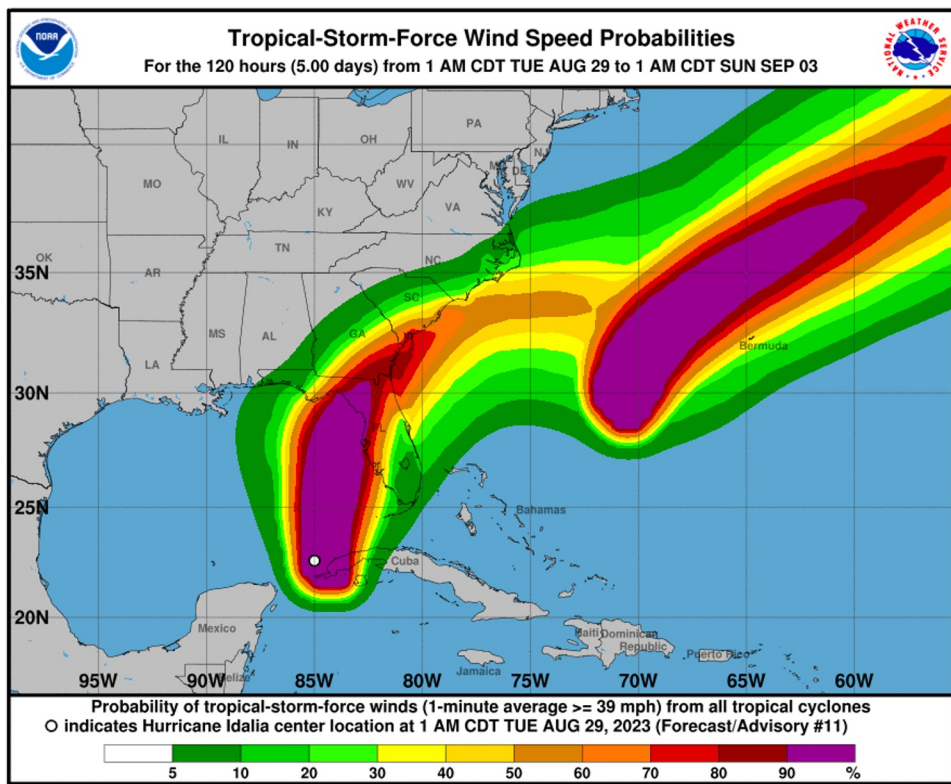 NOAA
NATIONAL WEATHER SERVICE
Tropical-Storm-Force Wind Speed Probabilities
For the 120 hours (5.00 days) from 1 AM CDT TUE AUG 29 to 1 AM CDT SUN SEP 03
IL
IN
OH
PA
NJ
MO
WV
DE
KY
VA
OK
TN
NC
35N
AR
SC
MS
AL
GA
LA
Bermuda
30N
FL
25N
Bahamas
Cuba
20N
Mexico
Haiti
Dominican
Republic
Puerto Rico
Jamaica
Belize
95W
90W
85W
80W
75W
70W
65W
60W
Probability of tropical-storm-force winds (1-minute average >= 39 mph) from all tropical cyclones
indicates Hurricane Idalia center location at 1 AM CDT TUE AUG 29, 2023 (Forecast/Advisory #11)
5 10 20 30 40 50 60 70 80 90 %